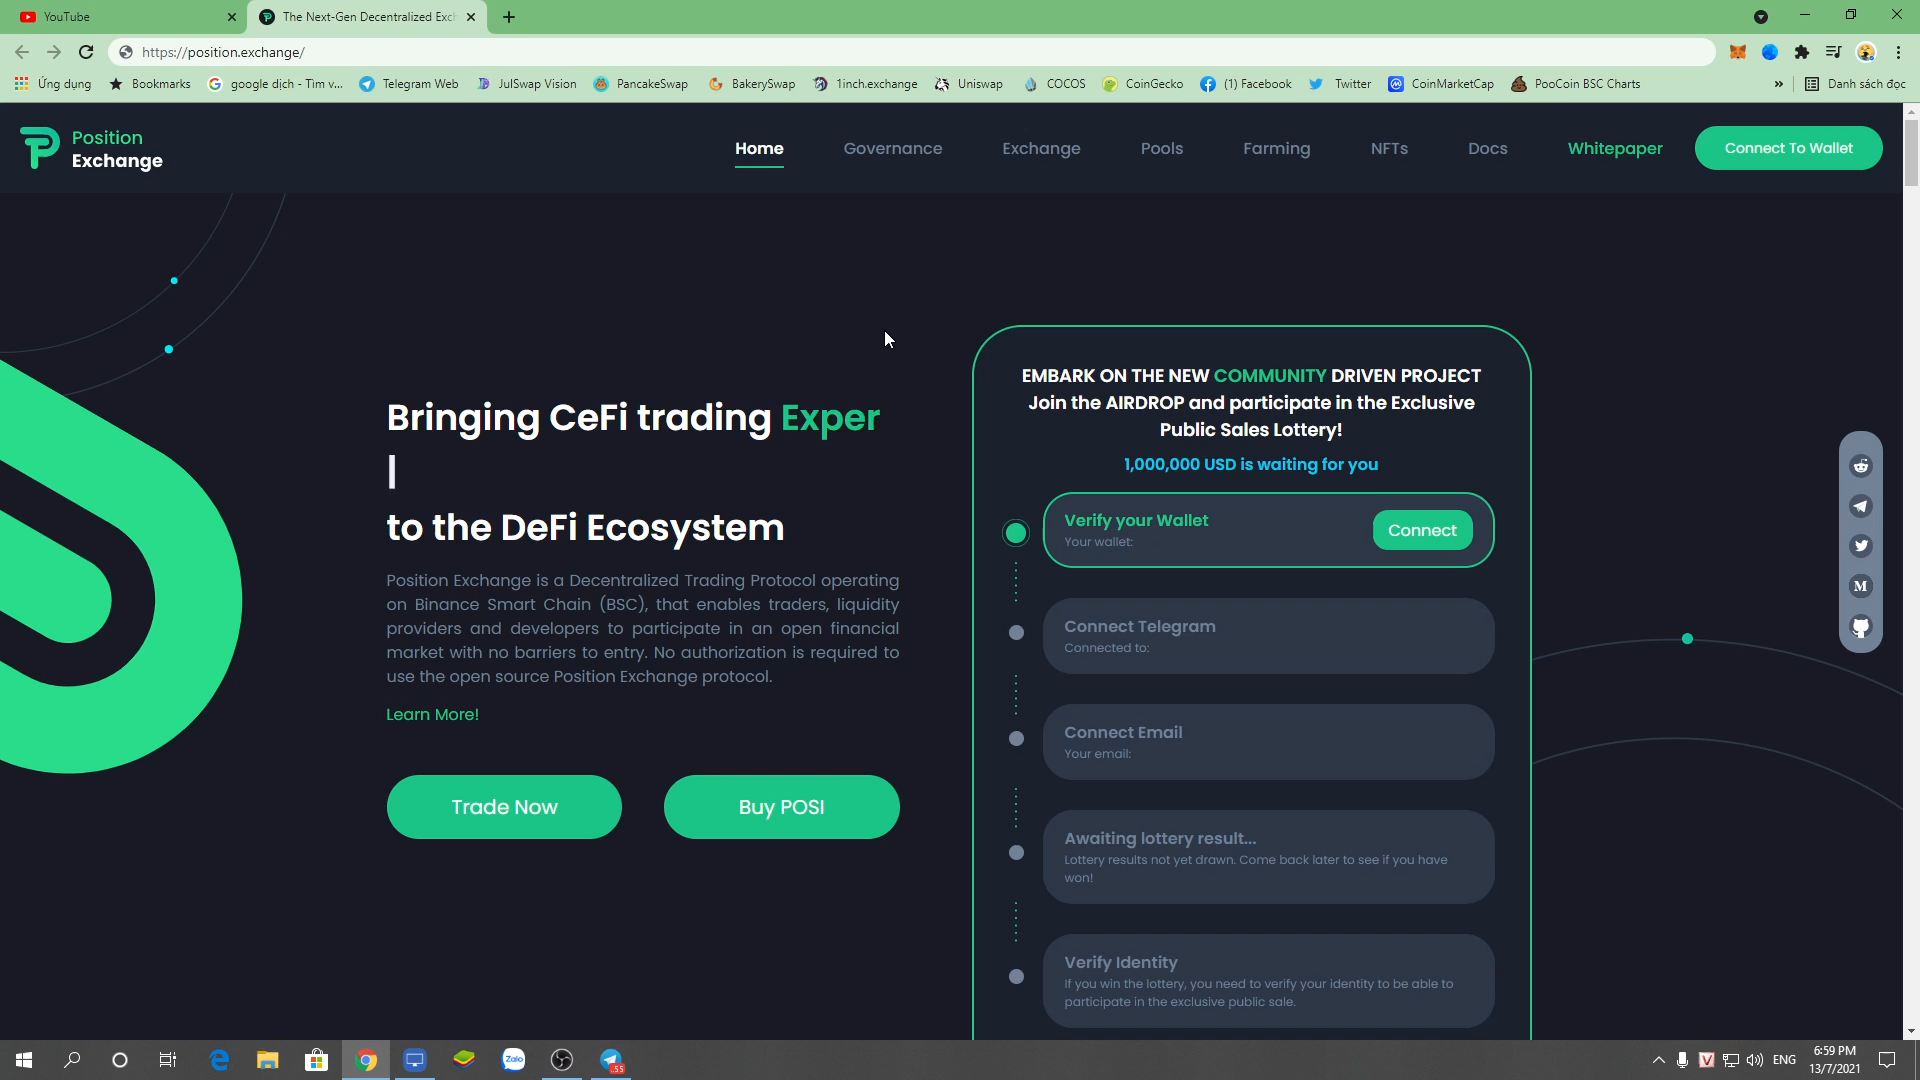 YouTube
The Next-Gen Decentralized Exch
https://position.exchange/
Ứng dụng
Bookmarks
google dịch - Tìm v...
Telegram Web
JulSwap Vision
PancakeSwap
BakerySwap
1inch.exchange
Uniswap
COCOS
CoinGecko
(1) Facebook
Twitter
CoinMarketCap
PooCoin BSC Charts
»
Danh sách đọc
Position
Exchange
Home
Governance
Exchange
Pools
Farming
NFTs
Docs
Whitepaper
Connect To Wallet
Bringing CeFi trading Exper
|
to the DeFi Ecosystem
Position Exchange is a Decentralized Trading Protocol operating
on Binance Smart Chain (BSC), that enables traders, liquidity
providers and developers to participate in an open financial
market with no barriers to entry. No authorization is required to
use the open source Position Exchange protocol.
Learn More!
Trade Now
Buy POSI
EMBARK ON THE NEW COMMUNITY DRIVEN PROJECT
Join the AIRDROP and participate in the Exclusive
Public Sales Lottery!
1,000,000 USD is waiting for you
Verify your Wallet
Your wallet:
Connect
Connect Telegram
Connected to:
Connect Email
Your email:
Awaiting lottery result...
Lottery results not yet drawn. Come back later to see if you have
won!
Verify Identity
If you win the lottery, you need to verify your identity to be able to
participate in the exclusive public sale.
M
Zalo
55
V
ENG
6:59 PM
13/7/2021